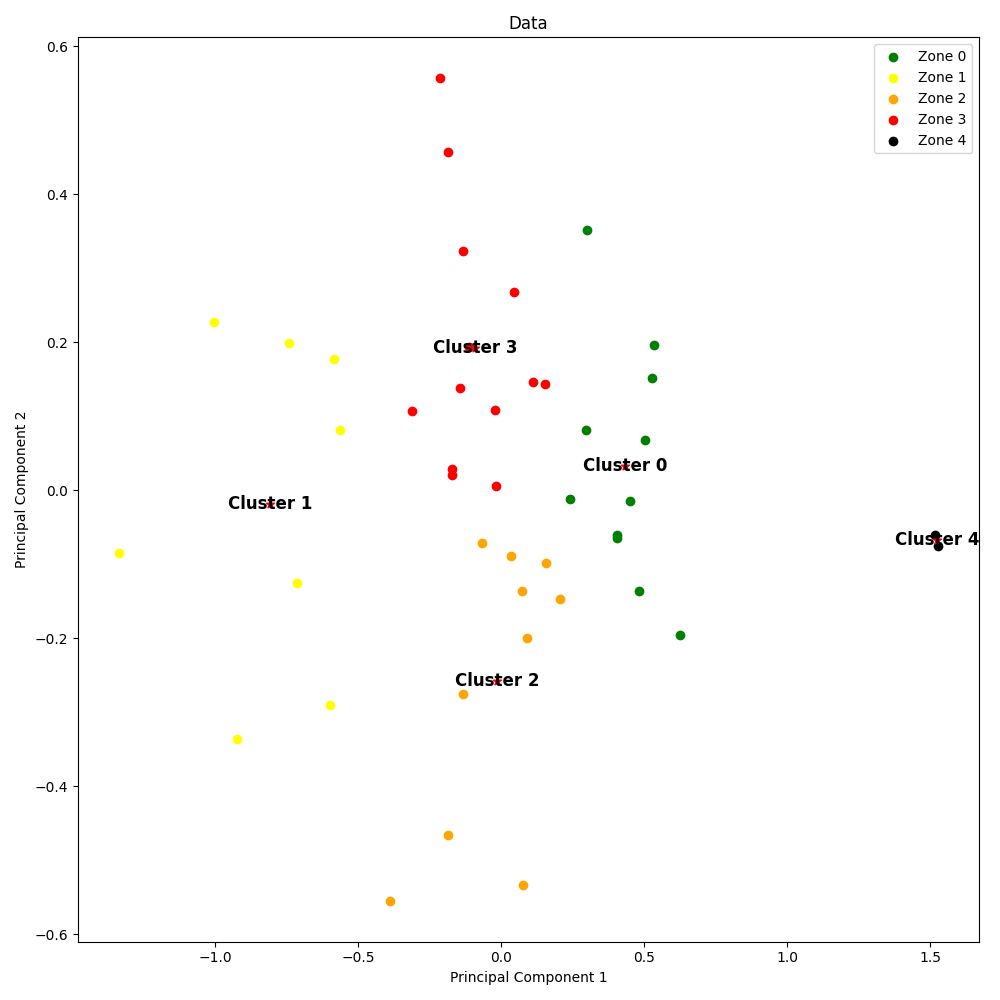 Data
Zone 0
Zone 1
Zone 2
Zone 3
Zone 4
0.6
0.4
0.2
0.0
−0.2
−0.4
−0.6
Principal Component 2
Cluster 3
Cluster 0
Cluster 1
Cluster 4
Cluster 2
−1.0
−0.5
0.0
0.5
1.0
1.5
Principal Component 1